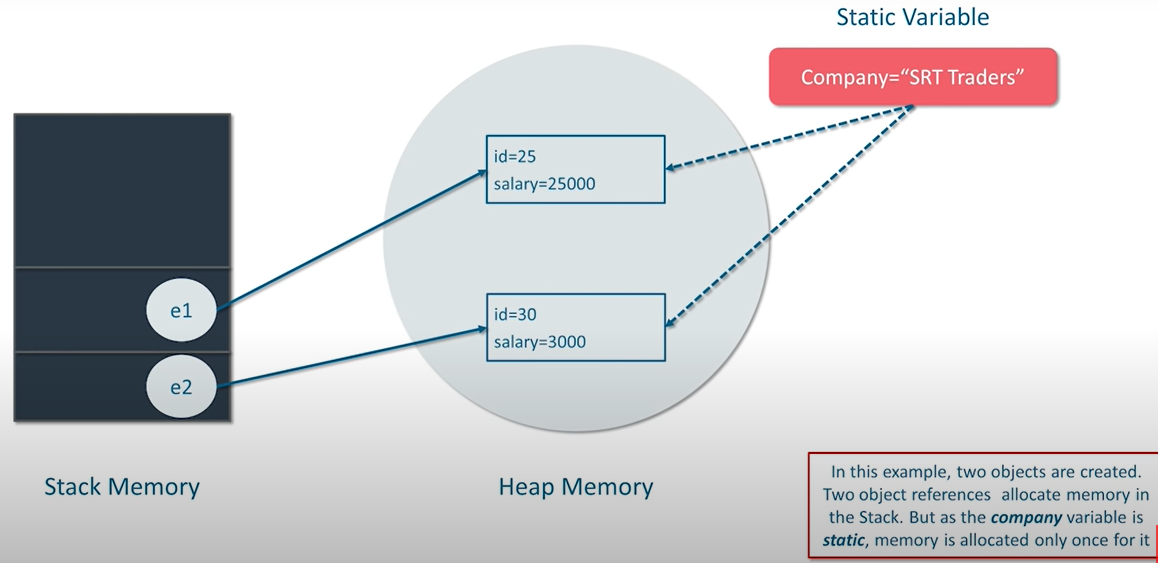 Static Variable
Company=“SRT Traders”
id=25
salary=25000
e1
id=30
salary=3000
e2
Stack Memory
Heap Memory
In this example, two objects are created.
Two object references allocate memory in
the Stack. But as the company variable is
static, memory is allocated only once for it